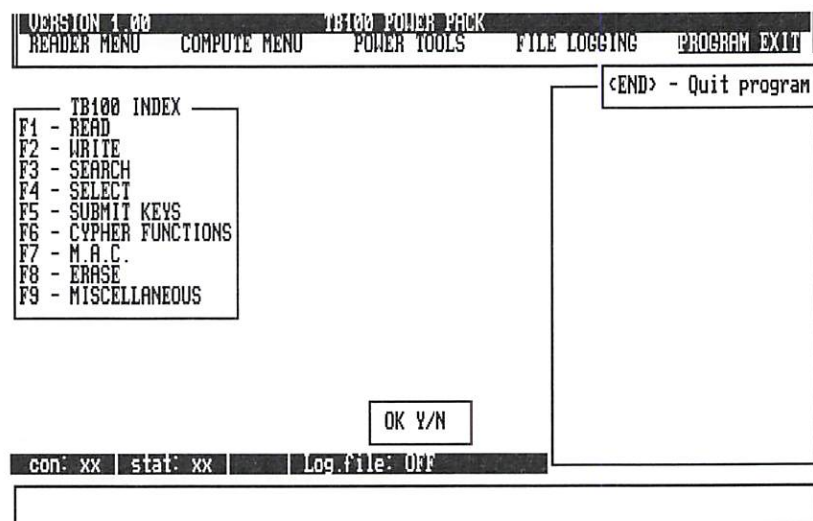 VERSION 1.00 TB100 POWER PACK
READER MENU COMPUTE MENU POWER TOOLS FILE LOGGING PROGRAM EXIT
<END> - Quit program
TB100 INDEX
F1 - READ
F2 - WRITE
F3 - SEARCH
F4 - SELECT
F5 - SUBMIT KEYS
F6 - CYPHER FUNCTIONS
F7 - M.A.C.
F8 - ERASE
F9 - MISCELLANEOUS
OK Y/N
con: xx stat: xx Log.file: OFF